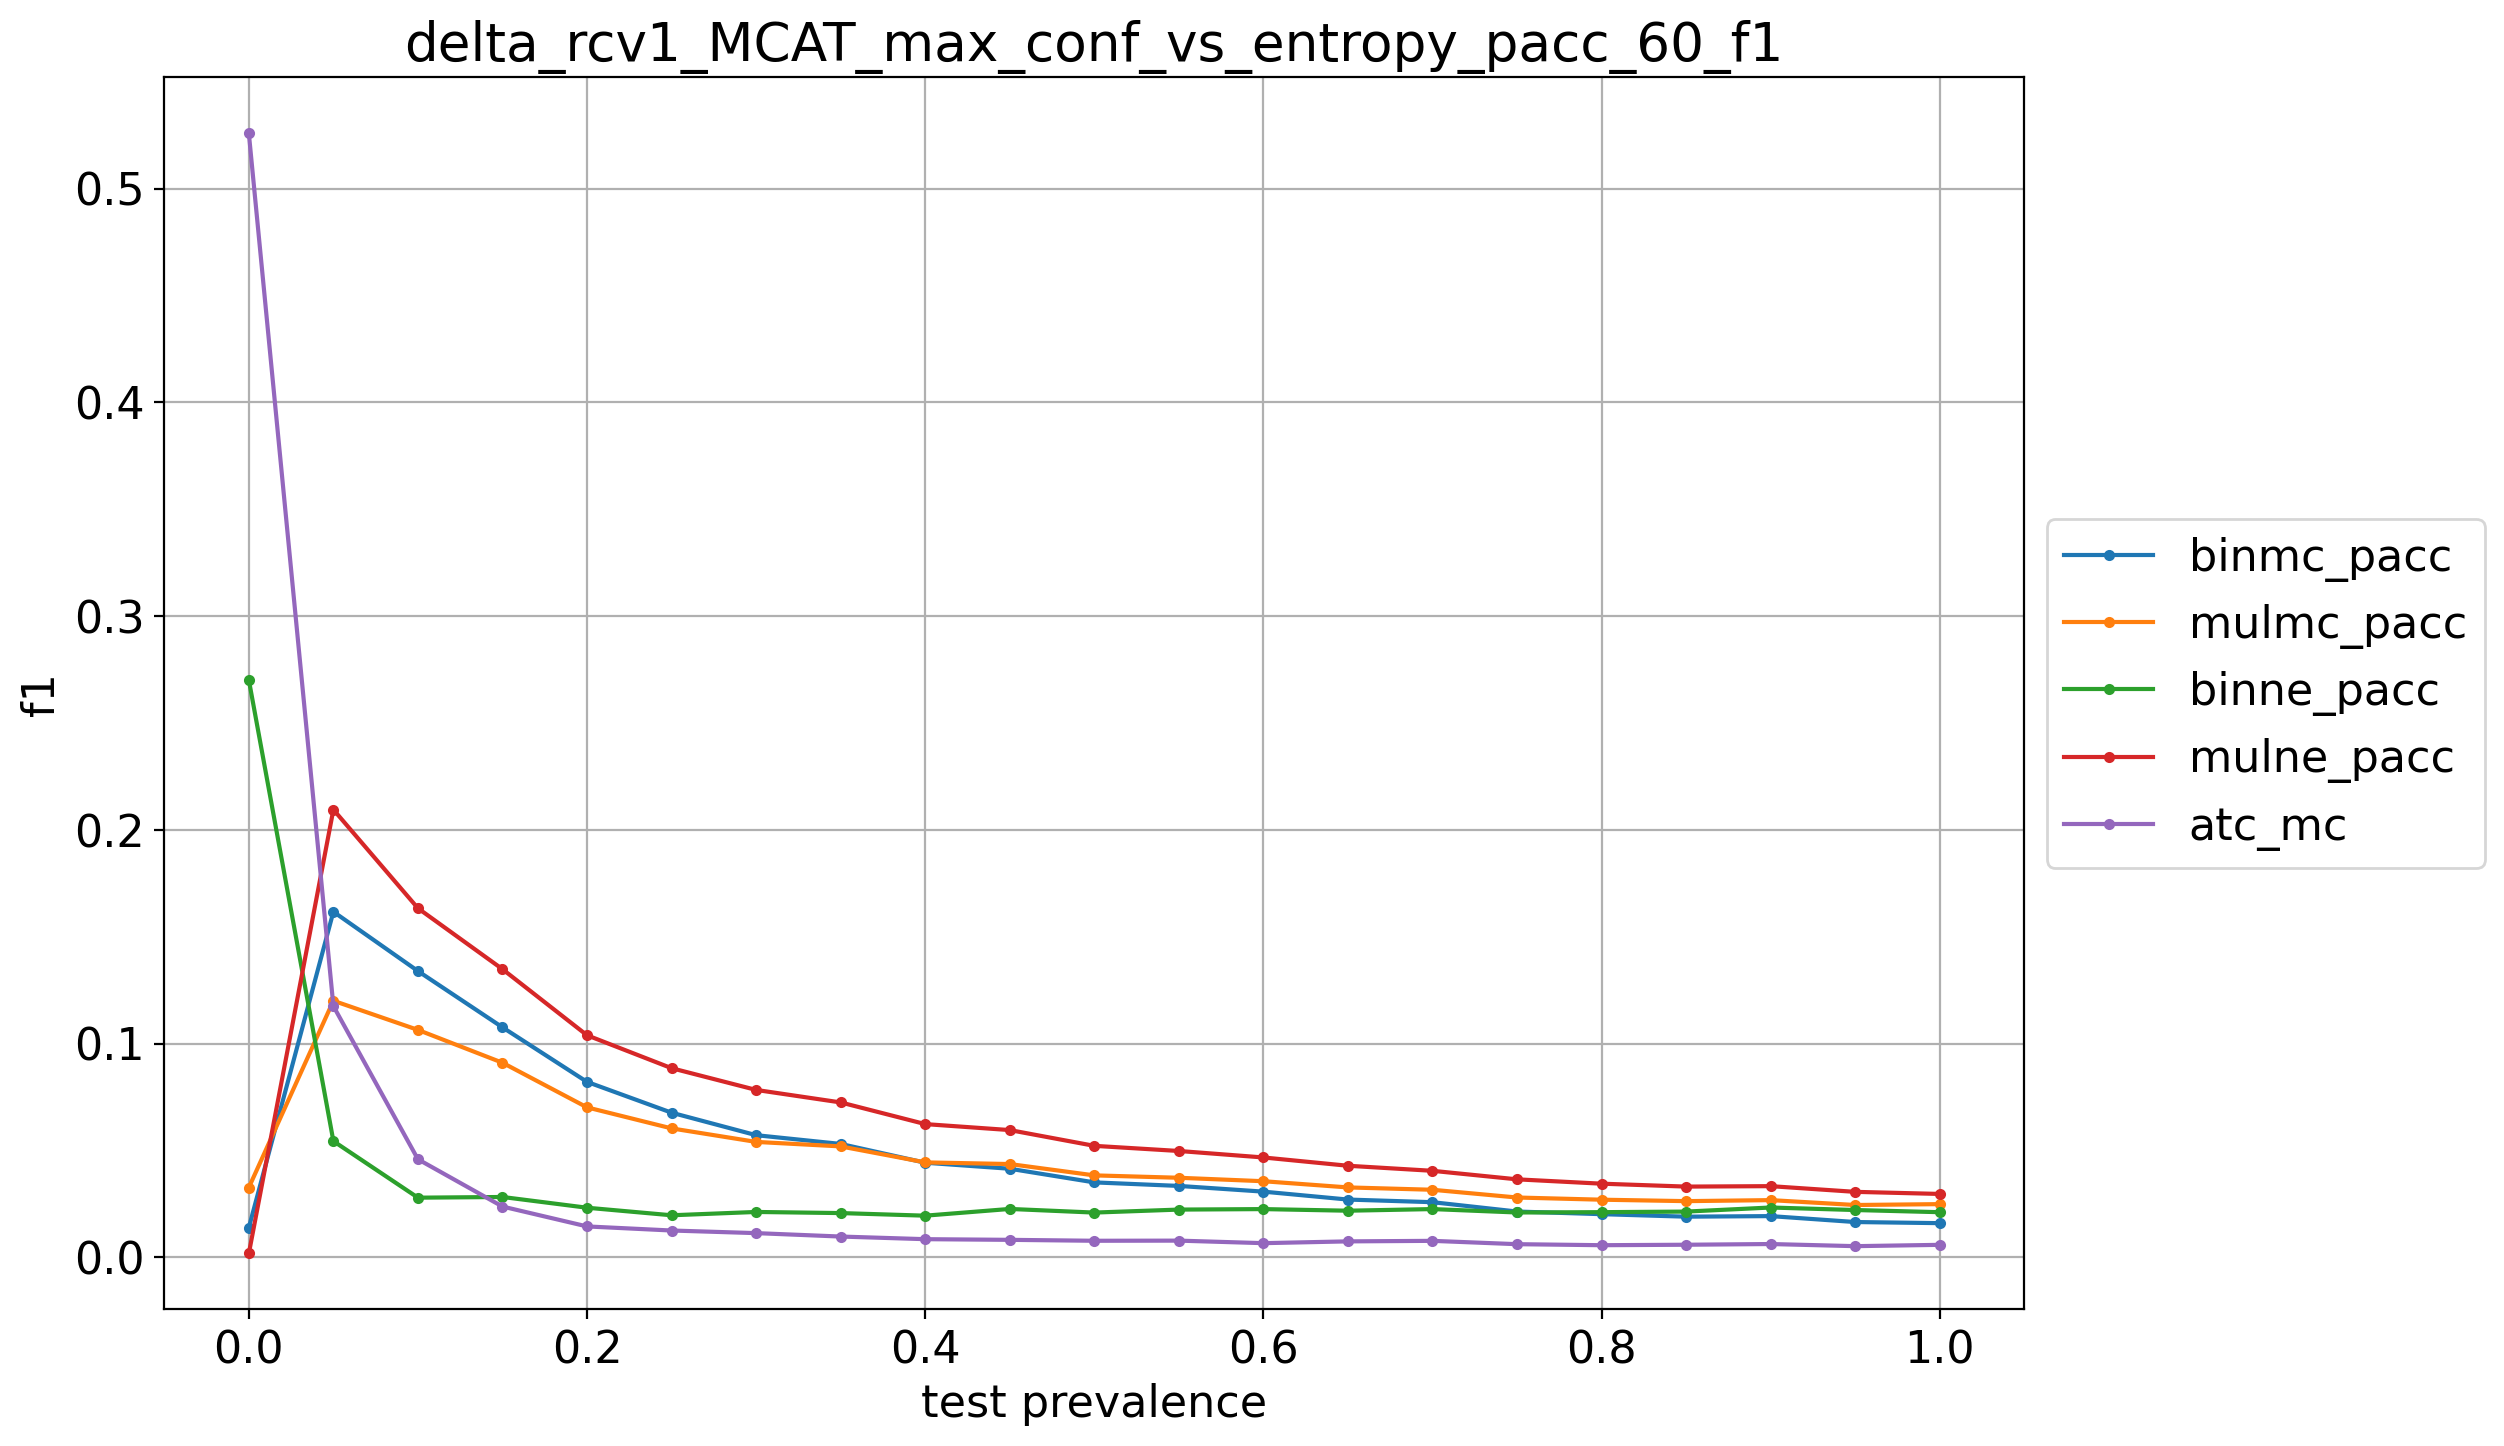 delta_rcv1_MCAT_max_conf_vs_entropy_pacc_60_f1
0.5
0.4
0.3
0.2
0.1
0.0
f1
0.0 0.2 0.4 0.6 0.8 1.0
test prevalence
binmc_pacc
mulmc_pacc
binne_pacc
mulne_pacc
atc_mc